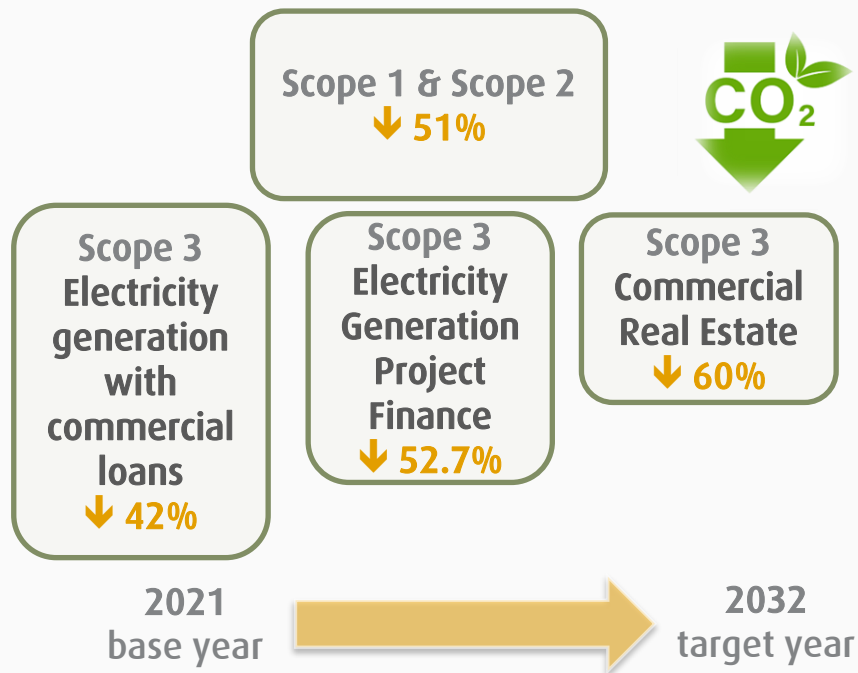 Scope 1 & Scope 2
↓ 51%
CO2
Scope 3
Electricity
generation
with
commercial
loans
↓ 42%
Scope 3
Electricity
Generation
Project
Finance
↓ 52.7%
Scope 3
Commercial
Real Estate
↓ 60%
2021
base year
2032
target year